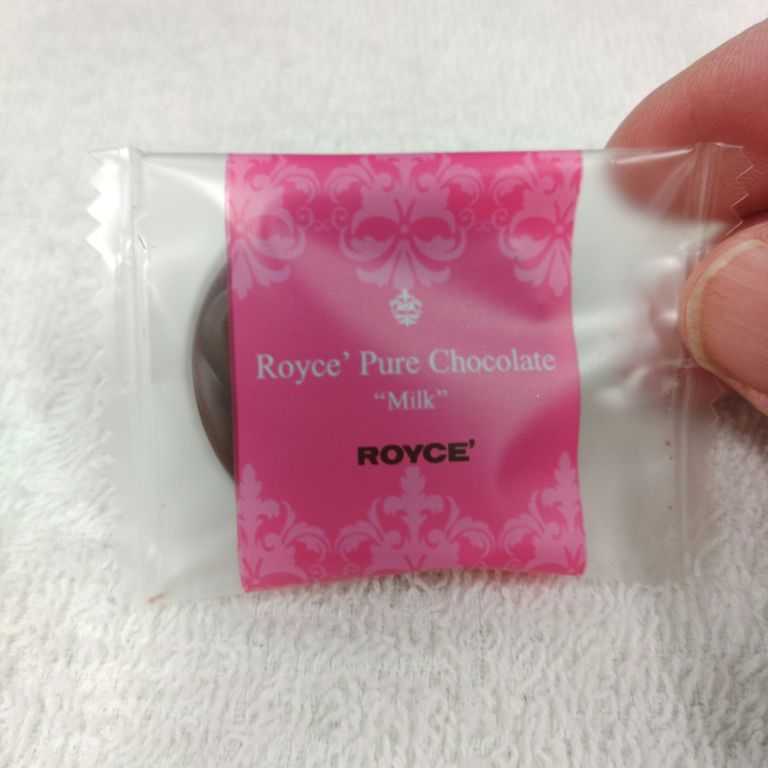 Royce’ Pure Chocolate
“Milk”
ROYCE’